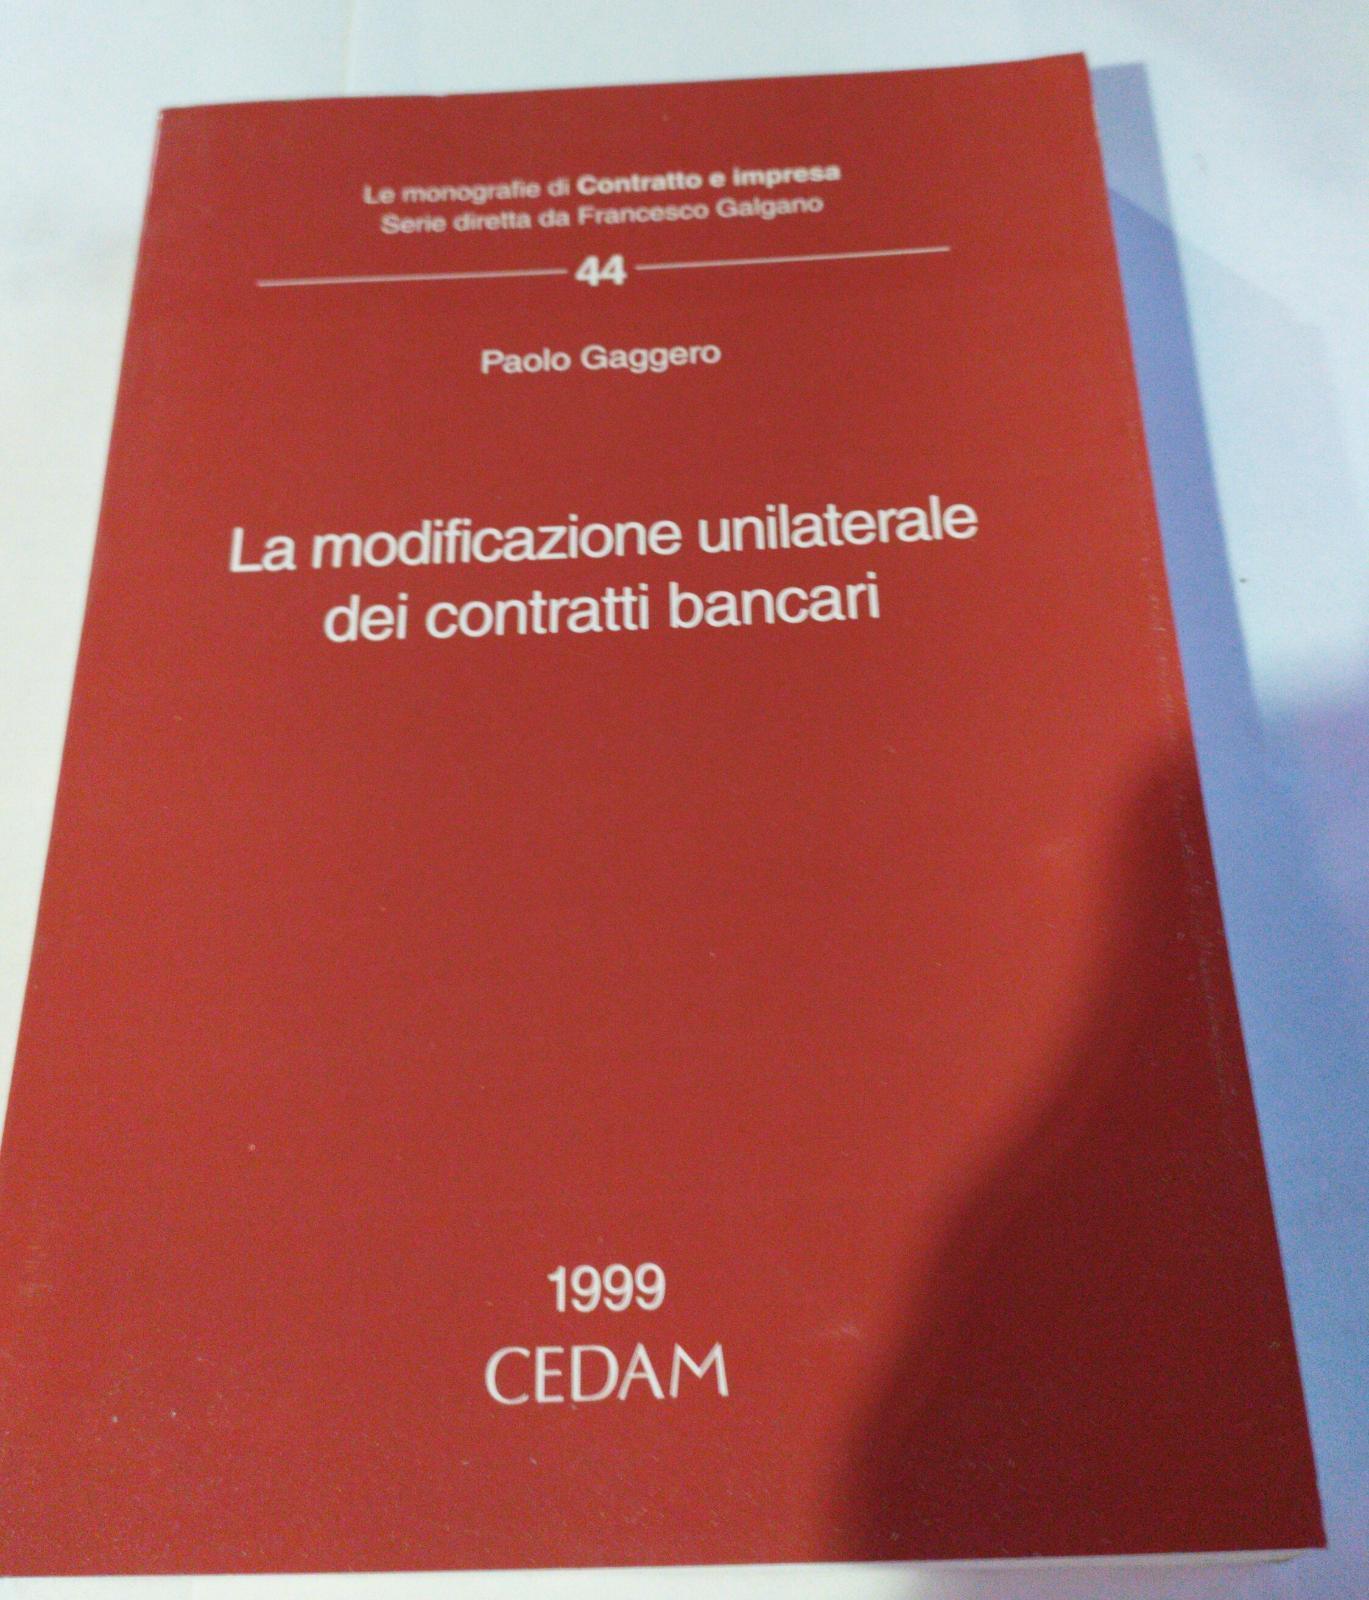 Le monografie di Contratto e impresa
Serie diretta da Francesco Galgano
44
Paolo Gaggero
La modificazione unilaterale
dei contratti bancari
1999
CEDAM